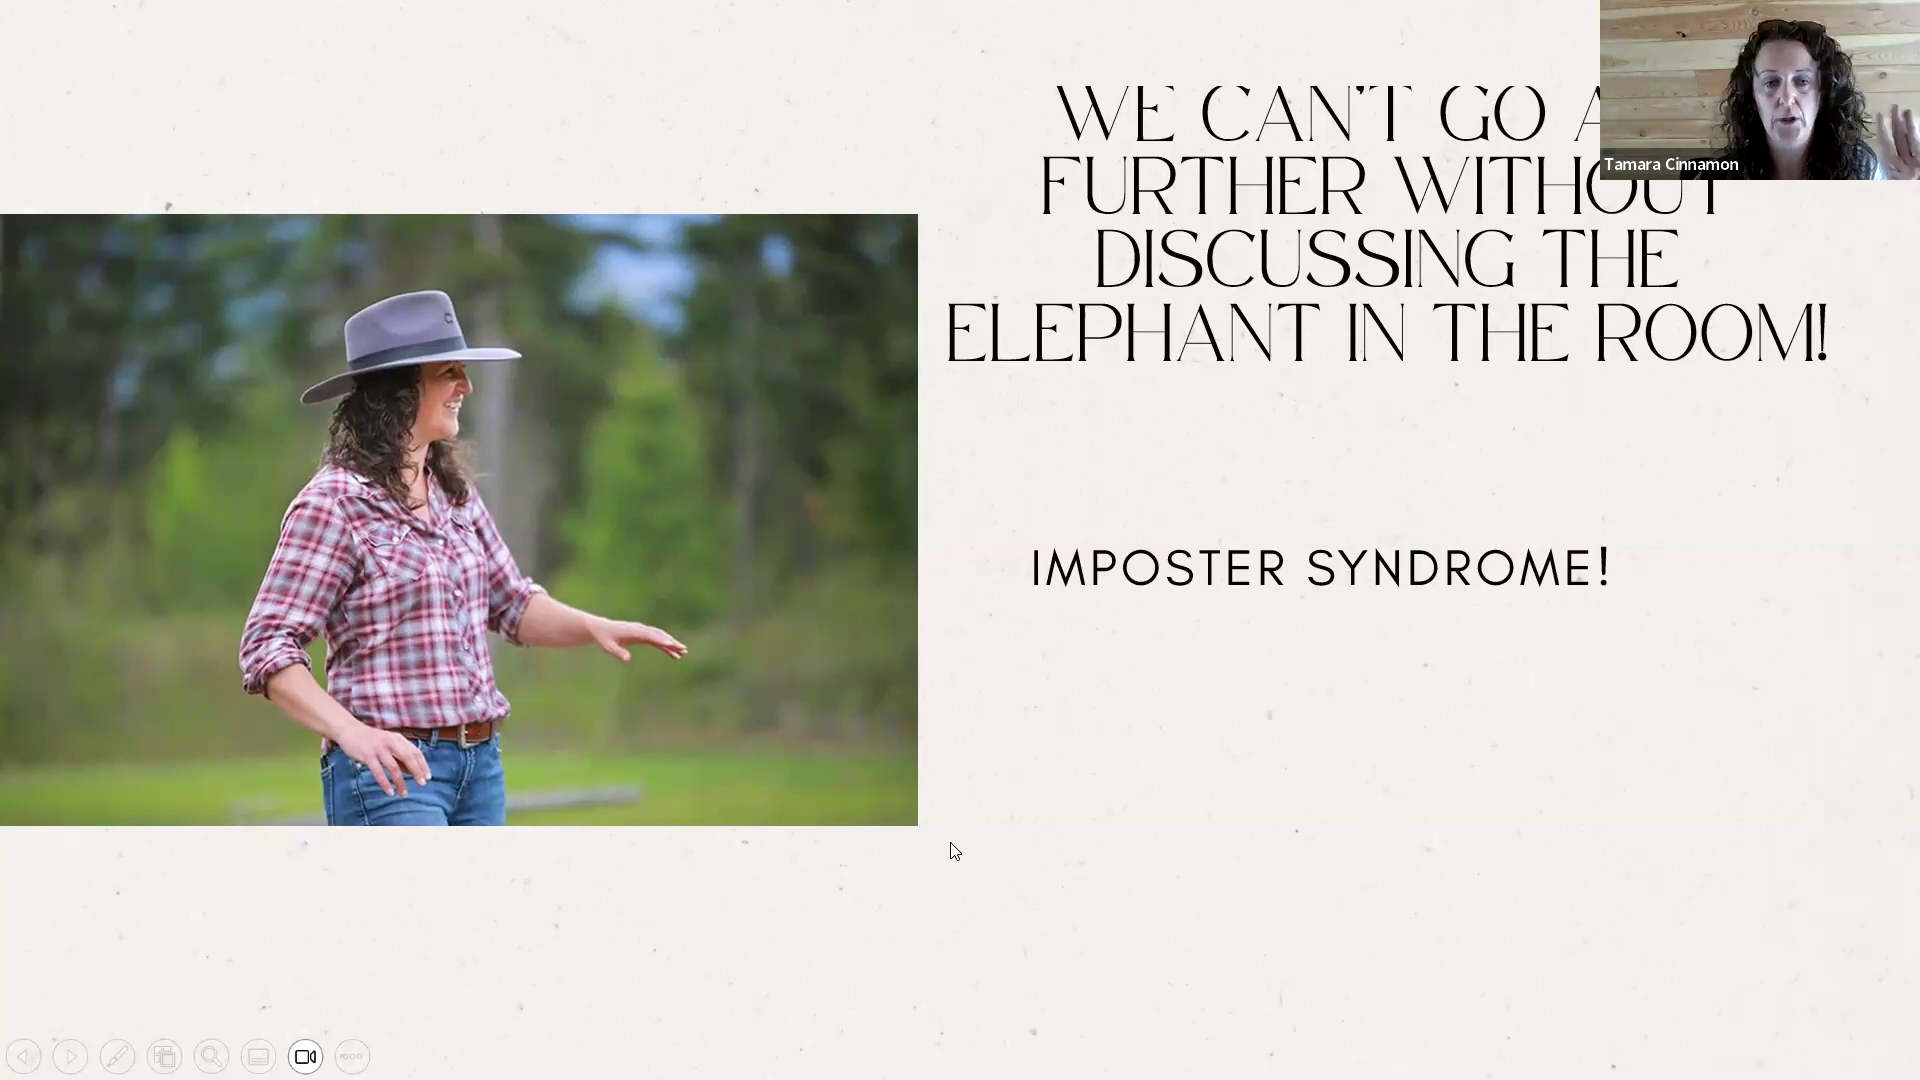 WE CAN'T GO A
FURTHER WITHOUT
DISCUSSING THE
ELEPHANT IN THE ROOM!
IMPOSTER SYNDROME!
Tamara Cinnamon